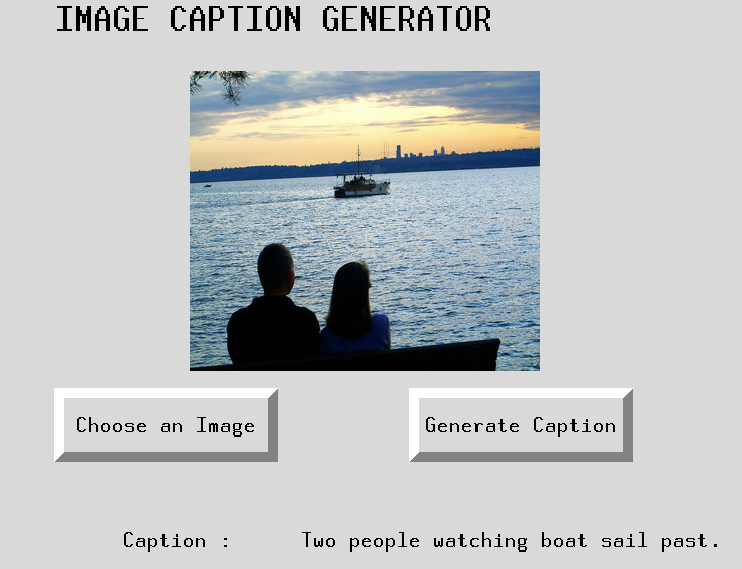 IMAGE CAPTION GENERATOR
Choose an Image
Generate Caption
Caption : Two people watching boat sail past.